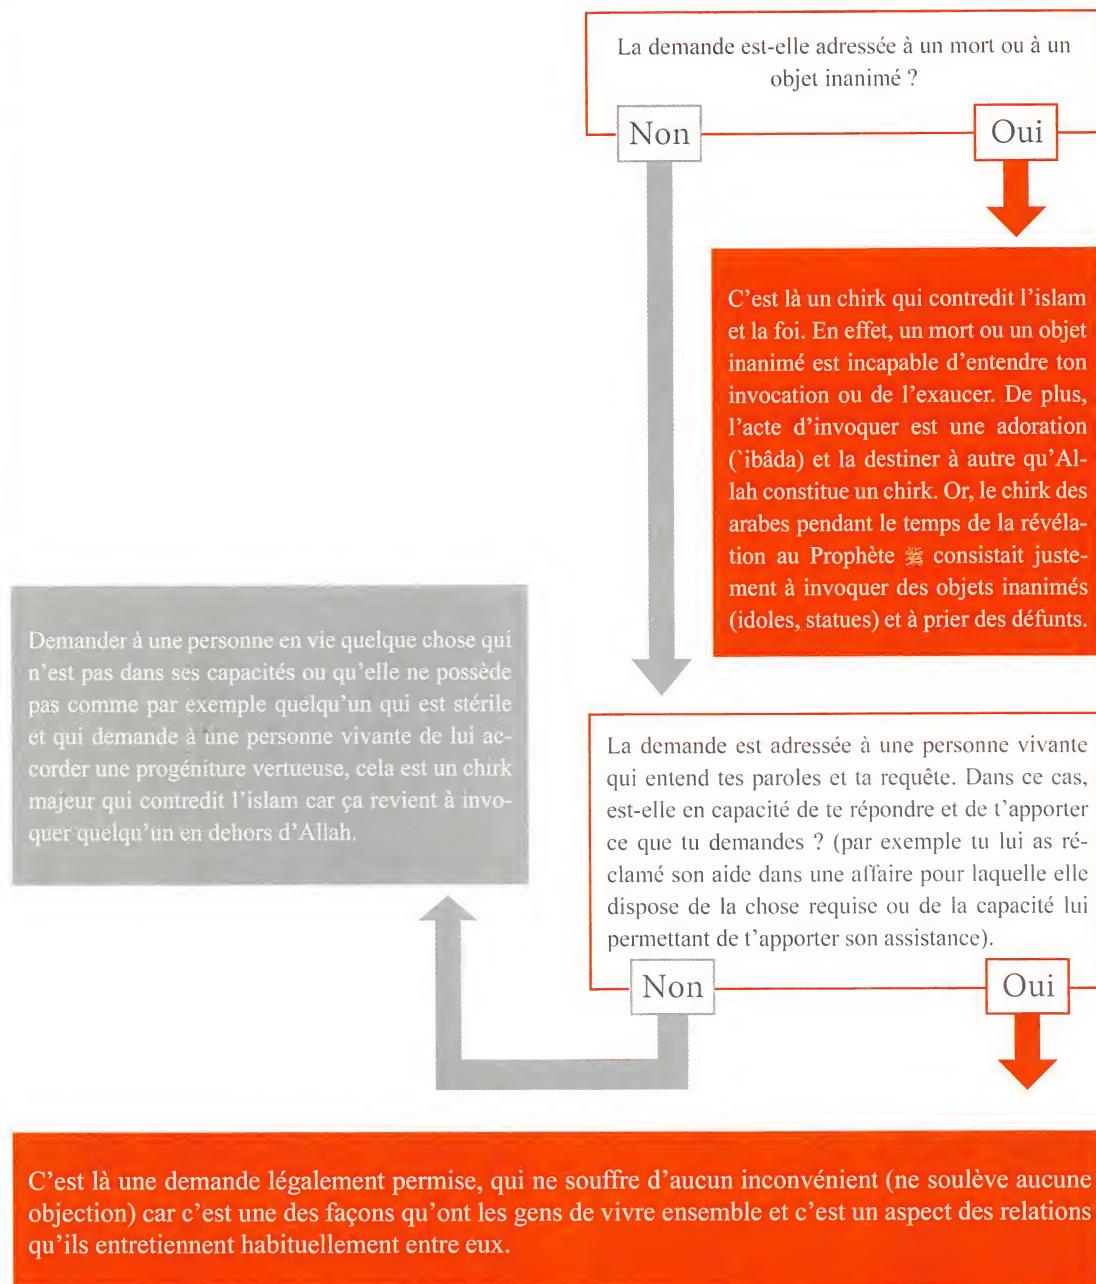 La demande est-elle adressée à un mort ou à un
objet inanimé ?
Non
Oui
C’est là un chirk qui contredit l’islam
et la foi. En effet, un mort ou un objet
inanimé est incapable d’entendre ton
invocation ou de l’exaucer. De plus,
l’acte d’invoquer est une adoration
(`ibâda) et la destiner à autre qu’Al-
lah constitue un chirk. Or, le chirk des
arabes pendant le temps de la révéla-
tion au Prophète ﷺ consistait juste-
ment à invoquer des objets inanimés
(idoles, statues) et à prier des défunts.
La demande est adressée à une personne vivante
qui entend tes paroles et ta requête. Dans ce cas,
est-elle en capacité de te répondre et de t’apporter
ce que tu demandes ? (par exemple tu lui as ré-
clamé son aide dans une affaire pour laquelle elle
dispose de la chose requise ou de la capacité lui
permettant de t’apporter son assistance).
Non
Oui
Demander à une personne en vie quelque chose qui
n’est pas dans ses capacités ou qu’elle ne possède
pas comme par exemple quelqu’un qui est stérile
et qui demande à une personne vivante de lui ac-
corder une progéniture vertueuse, cela est un chirk
majeur qui contredit l’islam car ça revient à invo-
quer quelqu’un en dehors d’Allah.
C’est là une demande légalement permise, qui ne souffre d’aucun inconvénient (ne soulève aucune
objection) car c’est une des façons qu’ont les gens de vivre ensemble et c’est un aspect des relations
qu’ils entretiennent habituellement entre eux.